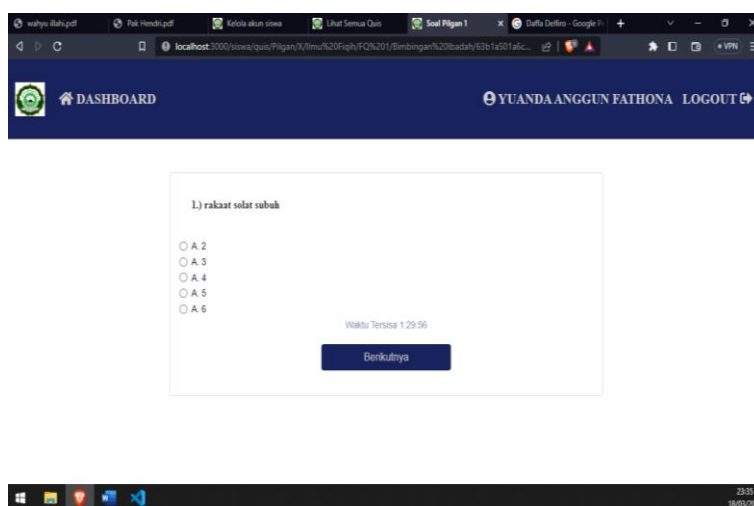 wahyu illahi.pdf
Pak Hendri.pdf
Kelola akun siswa
Lihat Semua Quis
Soal Pilgan 1
Daffa Delfiro - Google
localhost:3000/siswa/quis/Pilgan/X/Ilmu%20Fiqih/FQ%201/Bimbingan%20Ibadah/63b1a501a6c...
VPN
DASHBOARD
YUANDA ANGGUN FATHONA
LOGOUT
1.) rakaat solat subuh
A. 2
A. 3
A. 4
A. 5
A. 6
Waktu Tersisa 1:29:56
Berikutnya
23:35